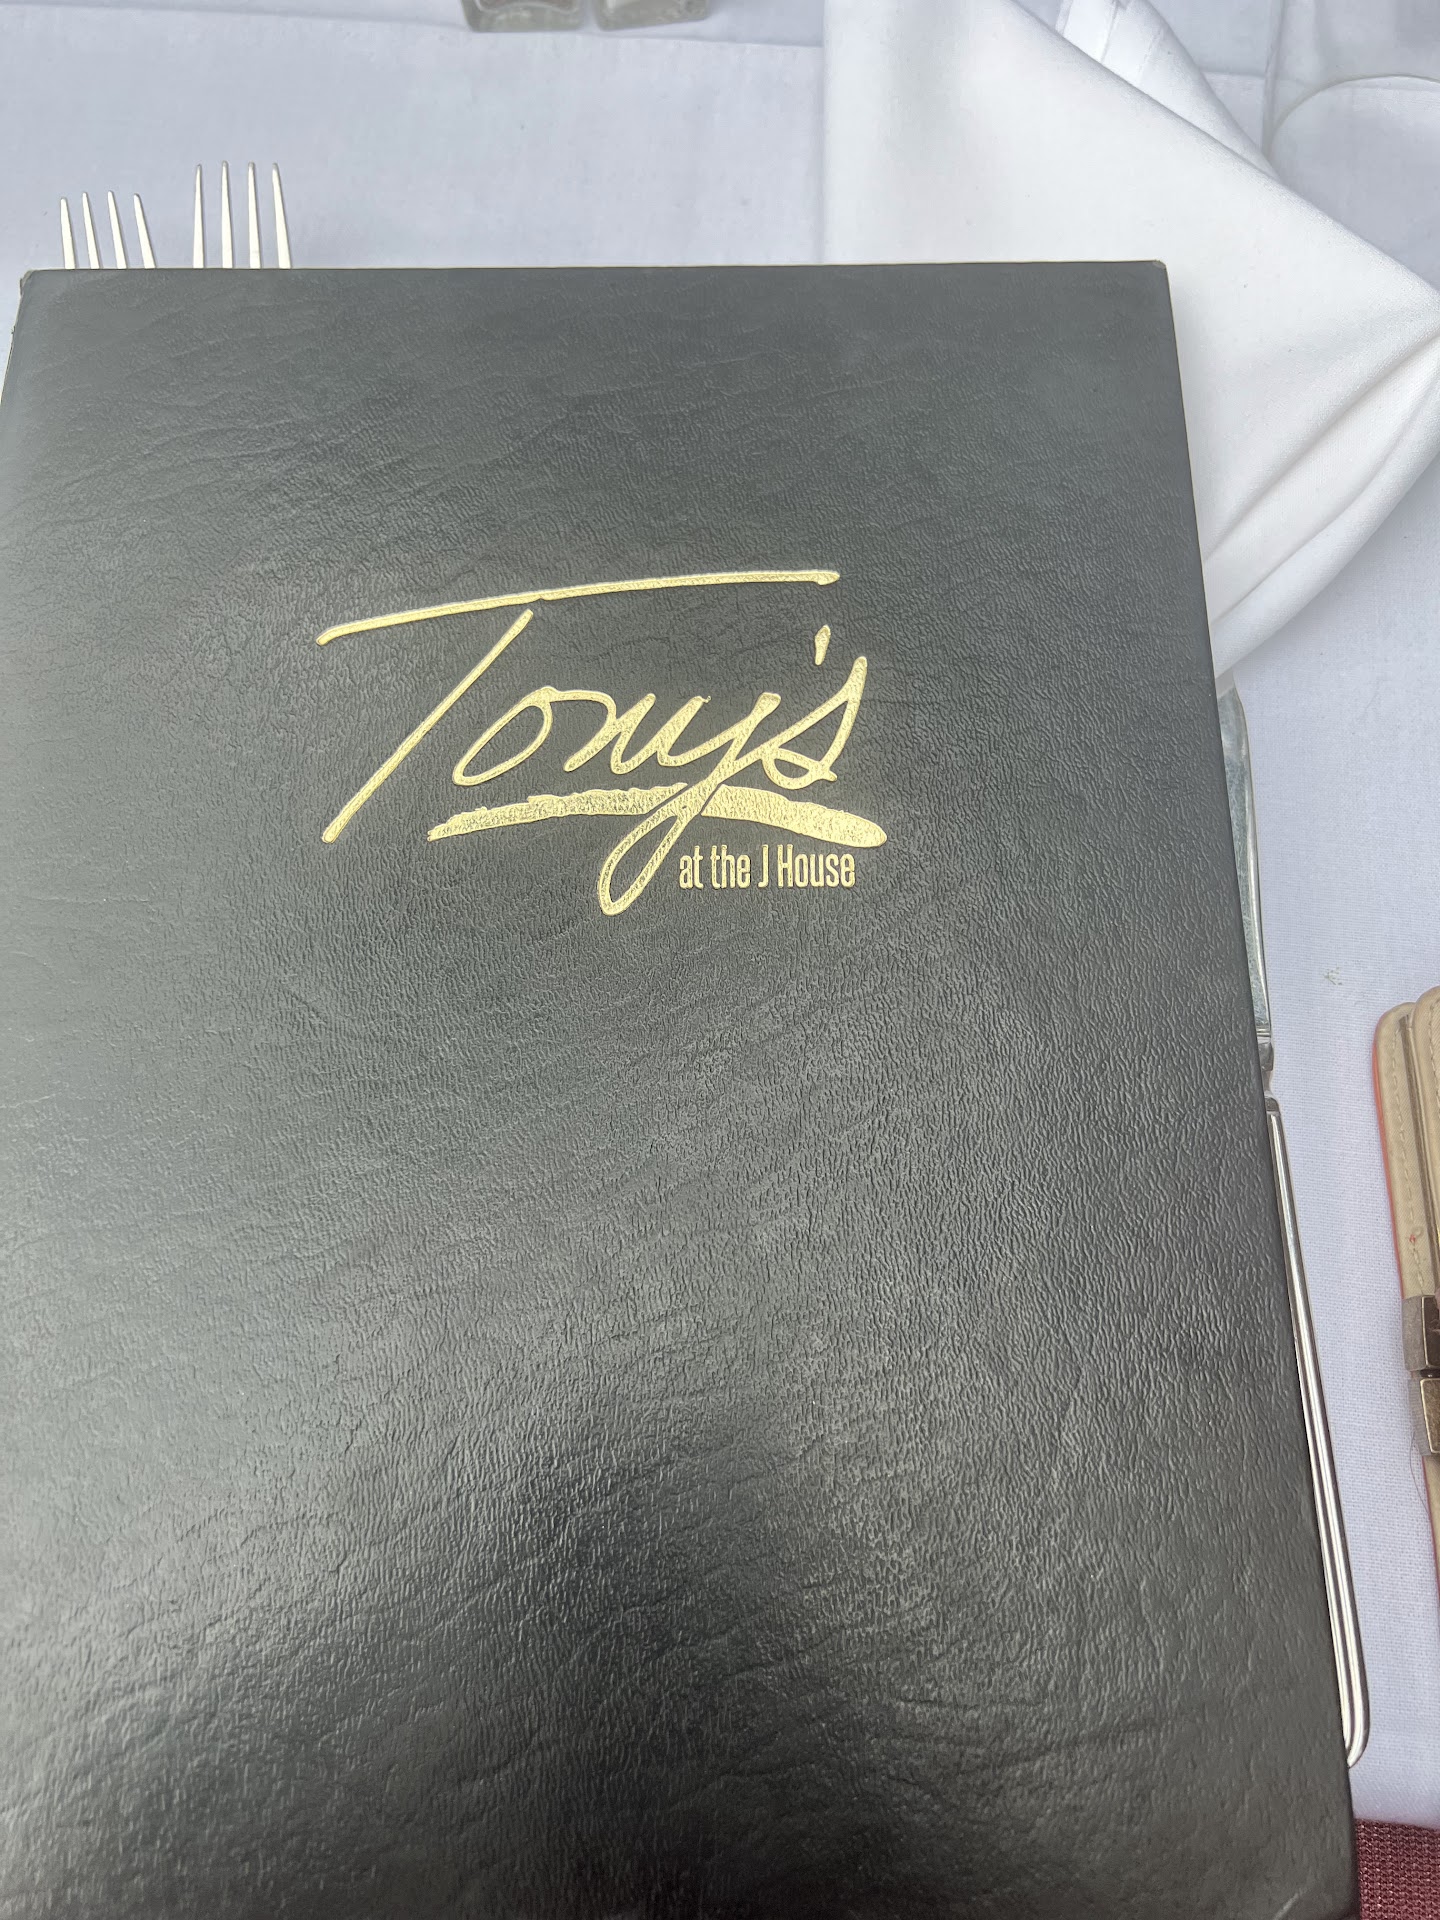 Tony's
at the J House